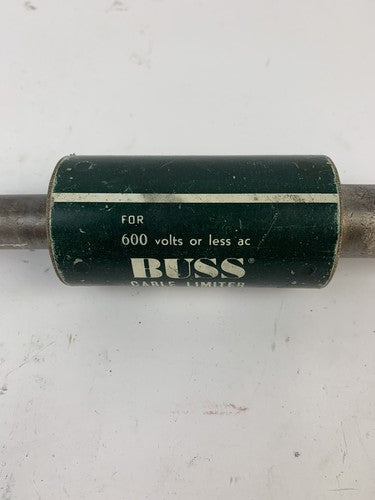 FOR
600 volts or less ac
BUSS®
CABLE LIMITER